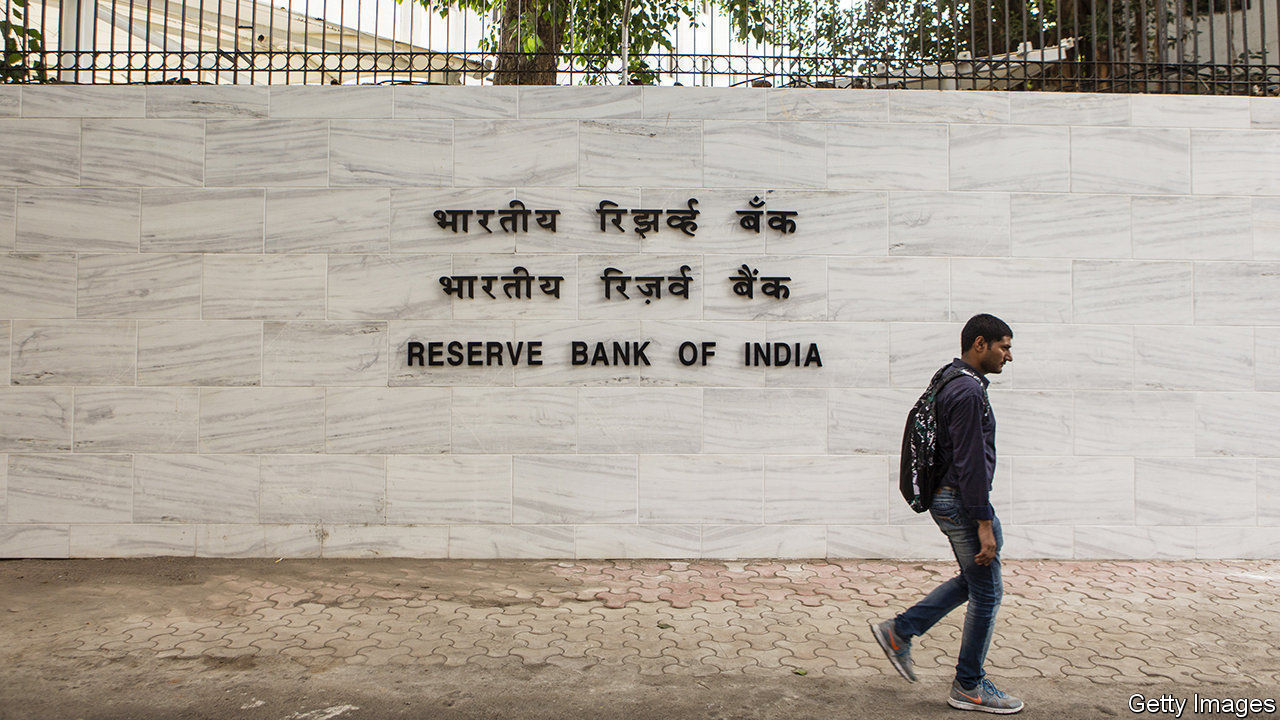 भारतीय रिझर्व्ह बँक
भारतीय रिज़र्व बैंक
RESERVE BANK OF INDIA
Getty Images